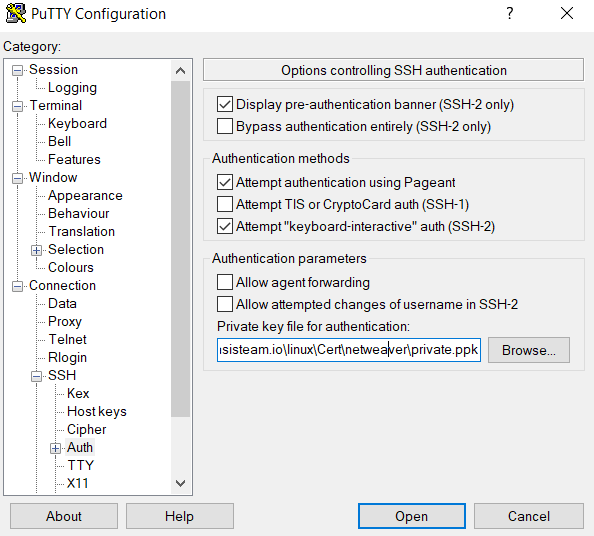 PuTTY Configuration
?
Category:
Session
Logging
Terminal
Keyboard
Bell
Features
Window
Appearance
Behaviour
Translation
Selection
Colours
Connection
Data
Proxy
Telnet
Rlogin
SSH
Kex
Host keys
Cipher
Auth
TTY
X11
Options controlling SSH authentication
Display pre-authentication banner (SSH-2 only)
Bypass authentication entirely (SSH-2 only)
Authentication methods
Attempt authentication using Pageant
Attempt TIS or CryptoCard auth (SSH-1)
Attempt "keyboard-interactive" auth (SSH-2)
Authentication parameters
Allow agent forwarding
Allow attempted changes of username in SSH-2
Private key file for authentication:
sisteam.io\linux\Cert\netweaver\private.ppk
Browse...
About
Help
Open
Cancel